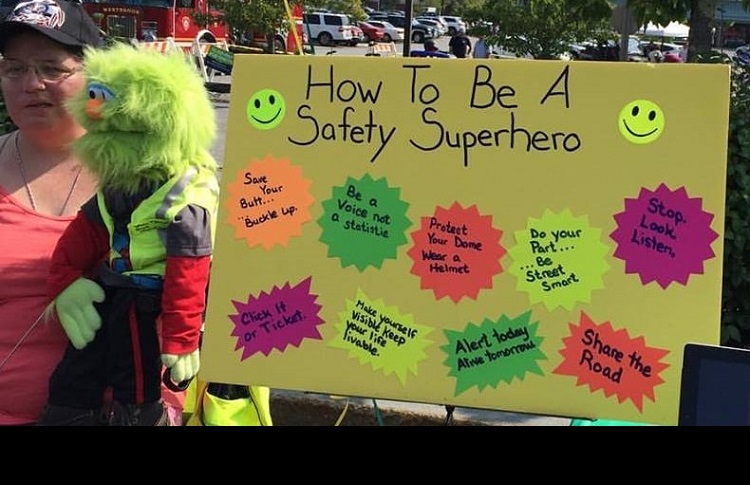 WESTBROOK
How To Be A
Safety Superhero
Save
Your
Butt...
...Buckle up.
Be a
Voice not
a statistic
Protect
Your Dome
Wear a
Helmet
Do your
Part...
...Be
Street
Smart
Stop.
Look.
Listen.
Click It
or Ticket.
Make yourself
visible keep
your life
livable.
Alert today
Alive tomorrow
Share the
Road